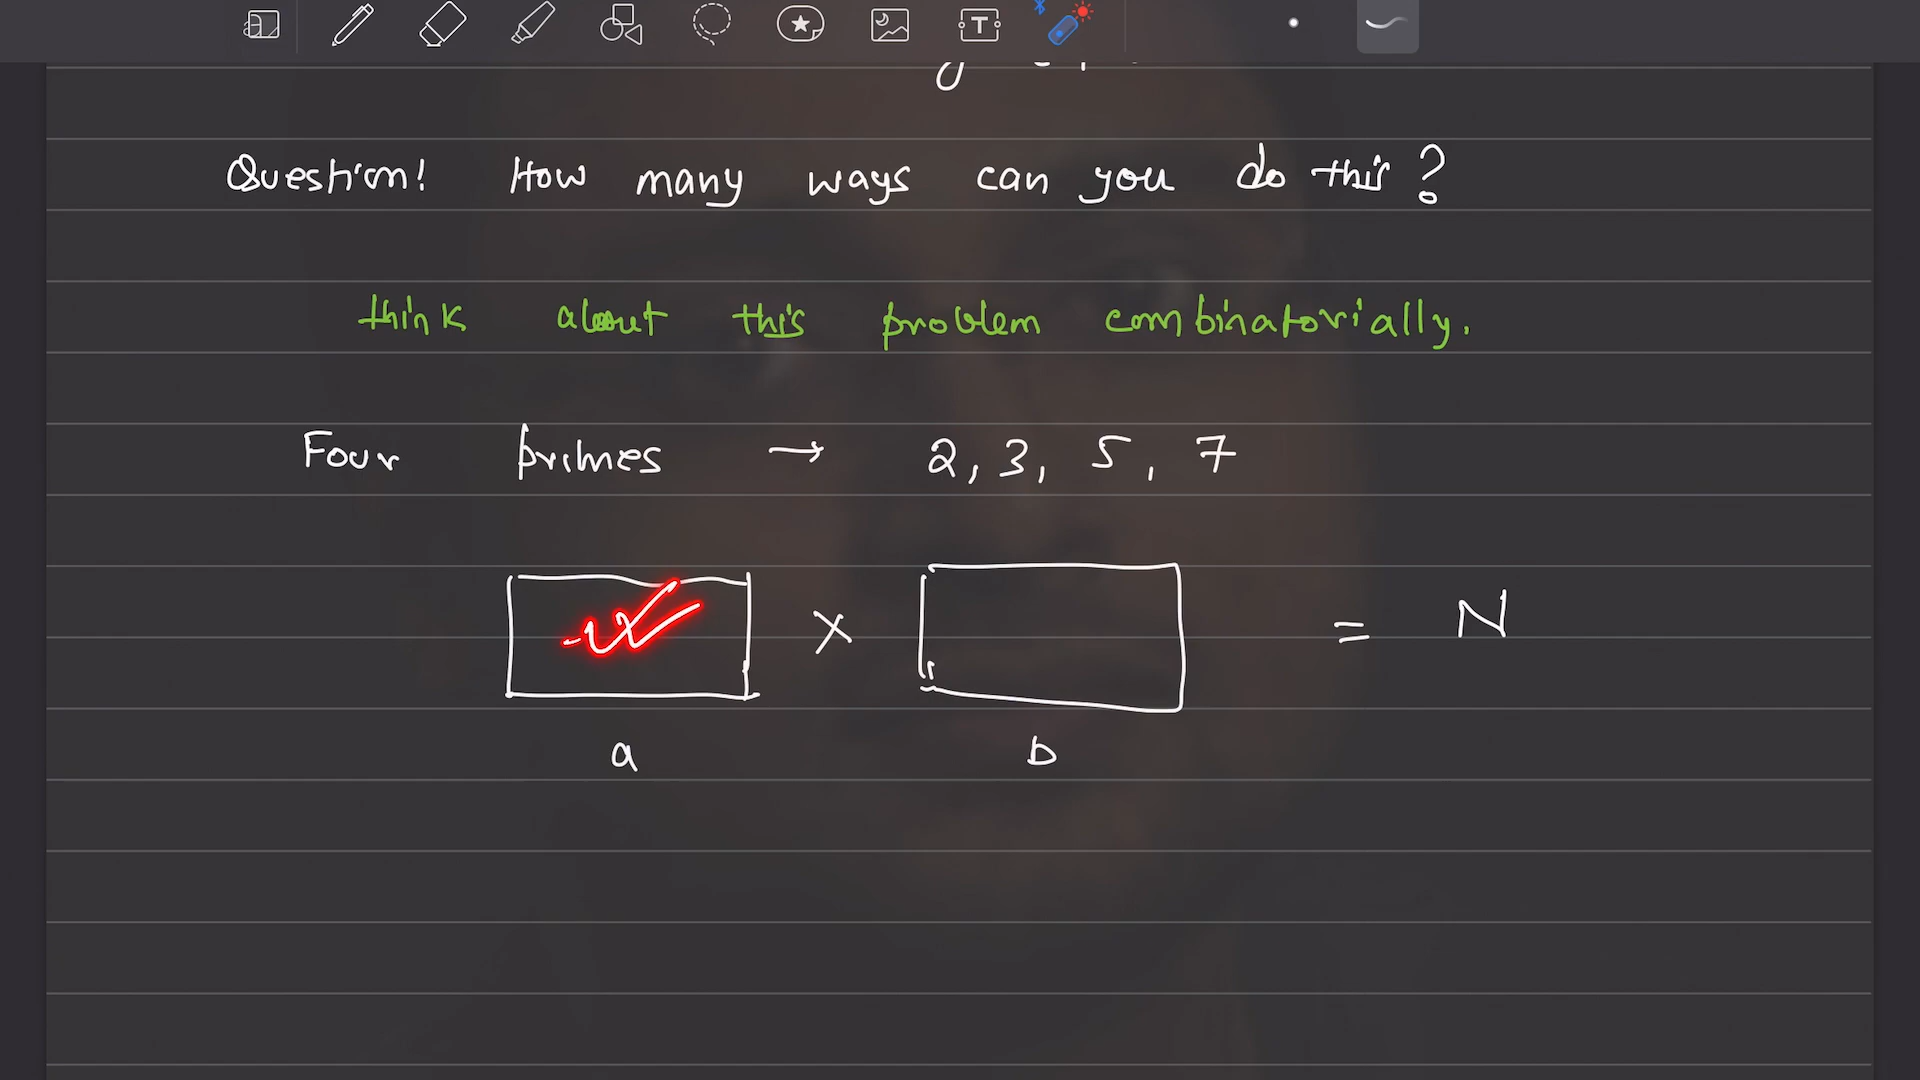 Question! How many ways can you do this?
think about this problem combinatorially.
Four primes → 2, 3, 5, 7
× = N
a b